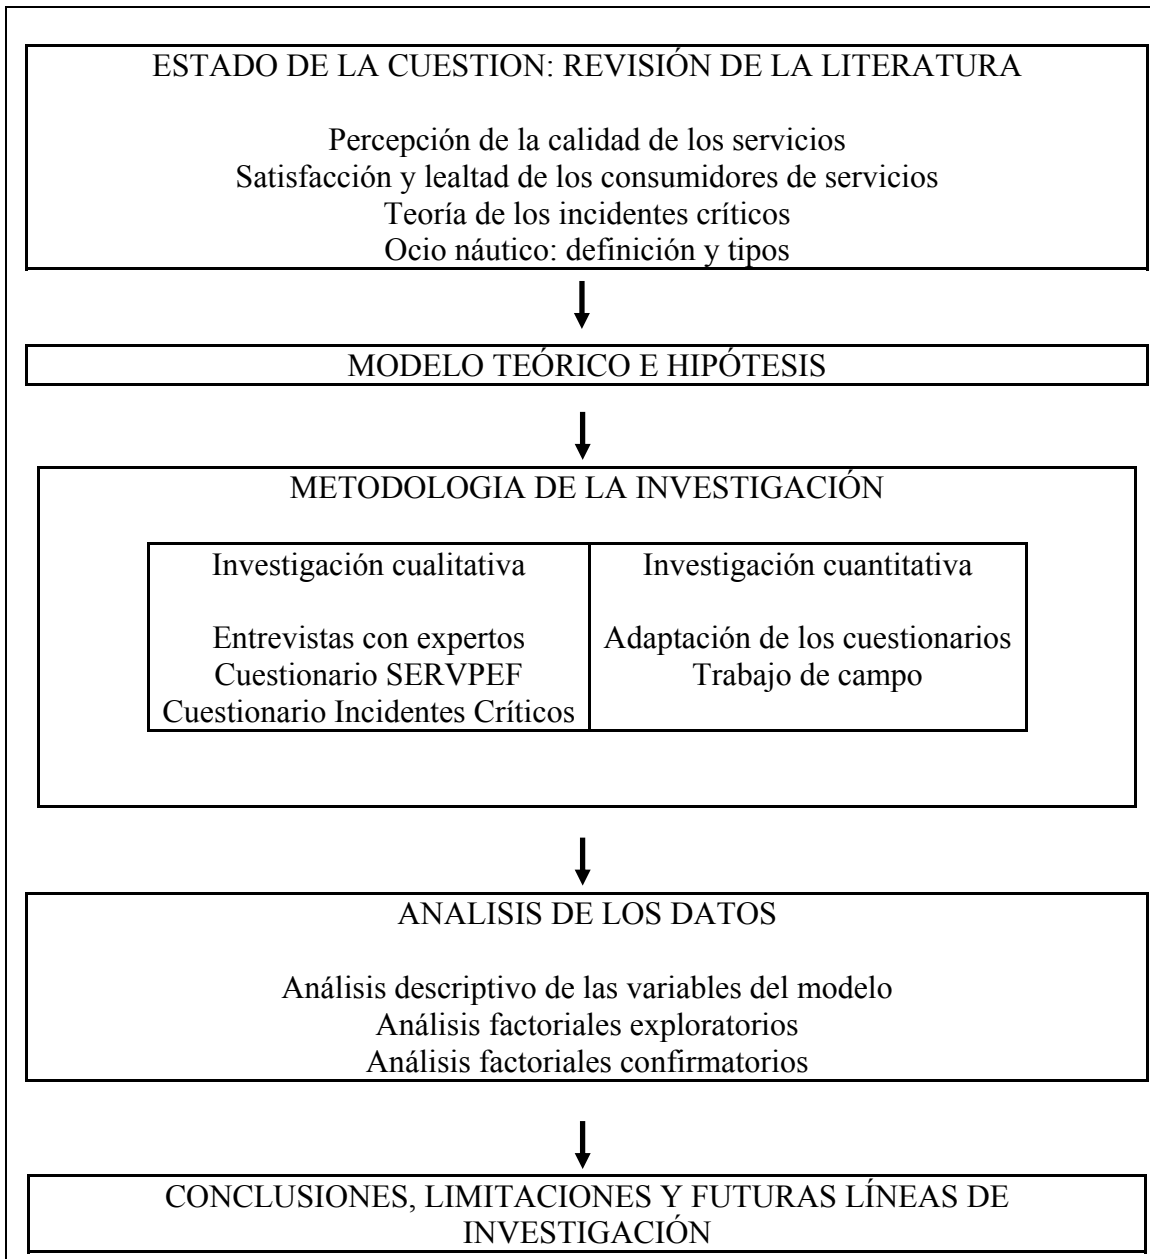 ESTADO DE LA CUESTION: REVISIÓN DE LA LITERATURA
Percepción de la calidad de los servicios
Satisfacción y lealtad de los consumidores de servicios
Teoría de los incidentes críticos
Ocio náutico: definición y tipos
MODELO TEÓRICO E HIPÓTESIS
METODOLOGIA DE LA INVESTIGACIÓN
Investigación cualitativa
Entrevistas con expertos
Cuestionario SERVPEF
Cuestionario Incidentes Críticos
Investigación cuantitativa
Adaptación de los cuestionarios
Trabajo de campo
ANALISIS DE LOS DATOS
Análisis descriptivo de las variables del modelo
Análisis factoriales exploratorios
Análisis factoriales confirmatorios
CONCLUSIONES, LIMITACIONES Y FUTURAS LÍNEAS DE
INVESTIGACIÓN